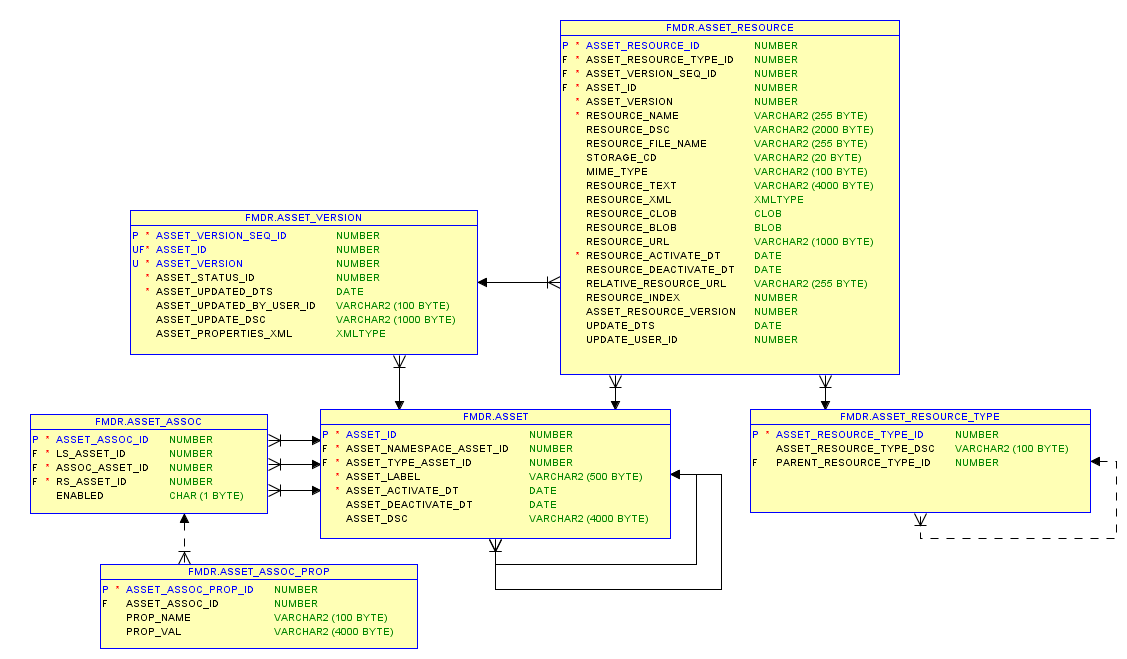 FMDR.ASSET_RESOURCE
P * ASSET_RESOURCE_ID NUMBER
F * ASSET_RESOURCE_TYPE_ID NUMBER
F * ASSET_VERSION_SEQ_ID NUMBER
F * ASSET_ID NUMBER
* ASSET_VERSION NUMBER
* RESOURCE_NAME VARCHAR2 (255 BYTE)
RESOURCE_DSC VARCHAR2 (2000 BYTE)
RESOURCE_FILE_NAME VARCHAR2 (255 BYTE)
STORAGE_CD VARCHAR2 (20 BYTE)
MIME_TYPE VARCHAR2 (100 BYTE)
RESOURCE_TEXT VARCHAR2 (4000 BYTE)
RESOURCE_XML XMLTYPE
RESOURCE_CLOB CLOB
RESOURCE_BLOB BLOB
RESOURCE_URL VARCHAR2 (1000 BYTE)
* RESOURCE_ACTIVATE_DT DATE
RESOURCE_DEACTIVATE_DT DATE
RELATIVE_RESOURCE_URL VARCHAR2 (255 BYTE)
RESOURCE_INDEX NUMBER
ASSET_RESOURCE_VERSION NUMBER
UPDATE_DTS DATE
UPDATE_USER_ID NUMBER
FMDR.ASSET_VERSION
P * ASSET_VERSION_SEQ_ID NUMBER
UF* ASSET_ID NUMBER
U * ASSET_VERSION NUMBER
* ASSET_STATUS_ID NUMBER
* ASSET_UPDATED_DTS DATE
ASSET_UPDATED_BY_USER_ID VARCHAR2 (100 BYTE)
ASSET_UPDATE_DSC VARCHAR2 (1000 BYTE)
ASSET_PROPERTIES_XML XMLTYPE
FMDR.ASSET_ASSOC
P * ASSET_ASSOC_ID NUMBER
F * LS_ASSET_ID NUMBER
F * ASSOC_ASSET_ID NUMBER
F * RS_ASSET_ID NUMBER
ENABLED CHAR (1 BYTE)
FMDR.ASSET
P * ASSET_ID NUMBER
F * ASSET_NAMESPACE_ASSET_ID NUMBER
F * ASSET_TYPE_ASSET_ID NUMBER
* ASSET_LABEL VARCHAR2 (500 BYTE)
* ASSET_ACTIVATE_DT DATE
ASSET_DEACTIVATE_DT DATE
ASSET_DSC VARCHAR2 (4000 BYTE)
FMDR.ASSET_RESOURCE_TYPE
P * ASSET_RESOURCE_TYPE_ID NUMBER
ASSET_RESOURCE_TYPE_DSC VARCHAR2 (100 BYTE)
F PARENT_RESOURCE_TYPE_ID NUMBER
FMDR.ASSET_ASSOC_PROP
P * ASSET_ASSOC_PROP_ID NUMBER
F ASSET_ASSOC_ID NUMBER
PROP_NAME VARCHAR2 (100 BYTE)
PROP_VAL VARCHAR2 (4000 BYTE)